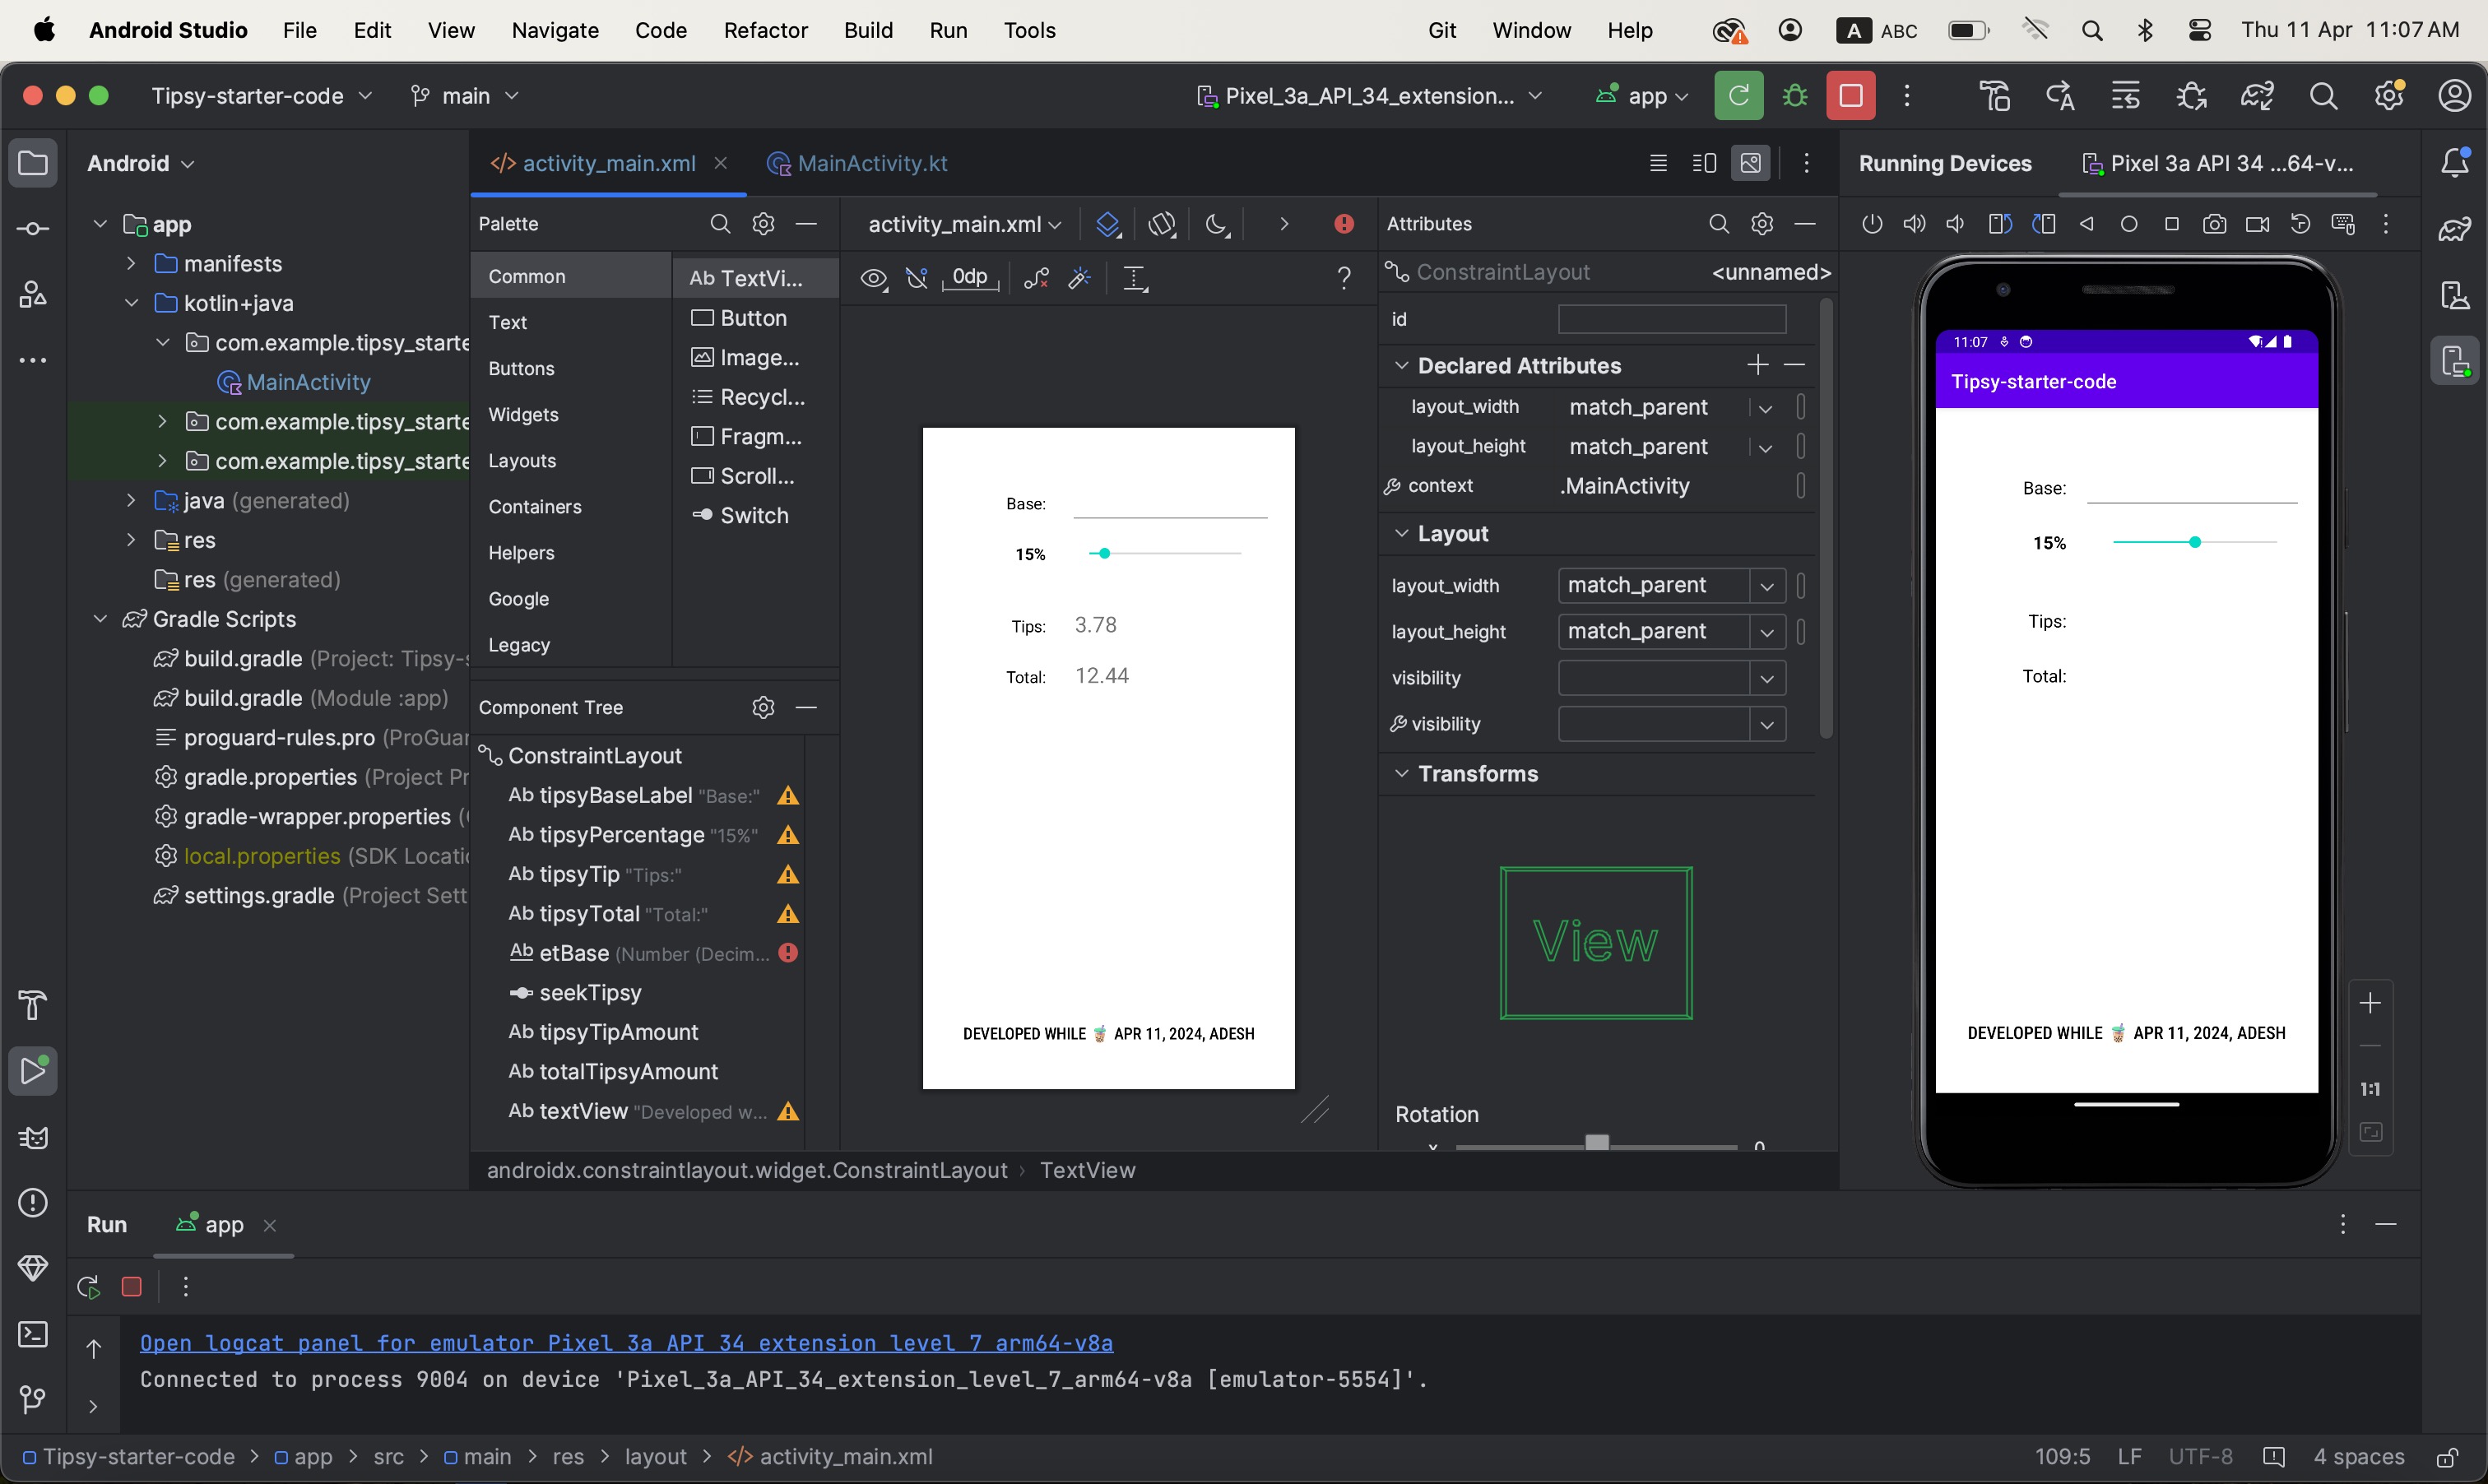 Android Studio File Edit View Navigate Code Refactor Build Run Tools Git Window Help A ABC Thu 11 Apr 11:07 AM
Tipsy-starter-code main Pixel_3a_API_34_extension... app
Android
app
manifests
kotlin+java
com.example.tipsy_starte
MainActivity
com.example.tipsy_starte
com.example.tipsy_starte
java (generated)
res
res (generated)
Gradle Scripts
build.gradle (Project: Tipsy-s
build.gradle (Module :app)
proguard-rules.pro (ProGuar
gradle.properties (Project Pr
gradle-wrapper.properties (
local.properties (SDK Locatio
settings.gradle (Project Sett
activity_main.xml MainActivity.kt
Palette
Common
Text
Buttons
Widgets
Layouts
Containers
Helpers
Google
Legacy
Ab TextVi...
Button
Image...
Recycl...
Fragm...
Scroll...
Switch
Component Tree
ConstraintLayout
Ab tipsyBaseLabel "Base:"
Ab tipsyPercentage "15%"
Ab tipsyTip "Tips:"
Ab tipsyTotal "Total:"
Ab etBase (Number (Decim...
seekTipsy
Ab tipsyTipAmount
Ab totalTipsyAmount
Ab textView "Developed w...
activity_main.xml
0dp ?
Base:
15%
Tips: 3.78
Total: 12.44
DEVELOPED WHILE 🧋 APR 11, 2024, ADESH
androidx.constraintlayout.widget.ConstraintLayout › TextView
Attributes
ConstraintLayout <unnamed>
id
Declared Attributes
layout_width match_parent
layout_height match_parent
context .MainActivity
Layout
layout_width match_parent
layout_height match_parent
visibility
visibility
Transforms
View
Rotation
x 0
Running Devices Pixel 3a API 34 ...64-v...
11:07
Tipsy-starter-code
Base:
15%
Tips:
Total:
DEVELOPED WHILE 🧋 APR 11, 2024, ADESH
1:1
Run app
Open logcat panel for emulator Pixel 3a API 34 extension level 7 arm64-v8a
Connected to process 9004 on device 'Pixel_3a_API_34_extension_level_7_arm64-v8a [emulator-5554]'.
Tipsy-starter-code > app > src > main > res > layout > activity_main.xml 109:5 LF UTF-8 4 spaces